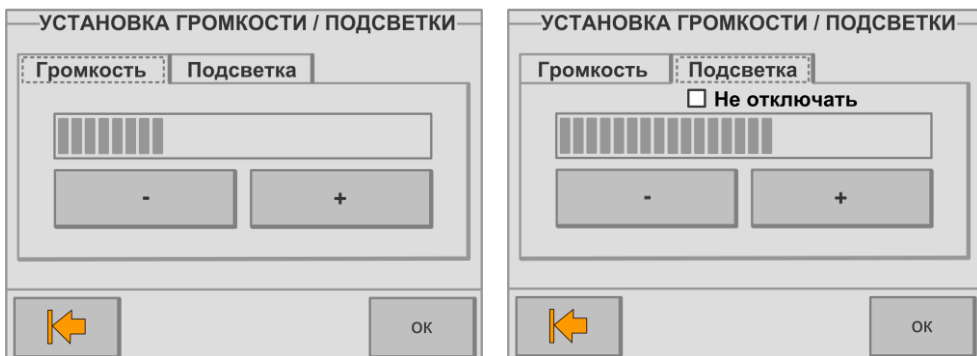 УСТАНОВКА ГРОМКОСТИ / ПОДСВЕТКИ
Громкость Подсветка
- +
ОК
УСТАНОВКА ГРОМКОСТИ / ПОДСВЕТКИ
Громкость Подсветка
Не отключать
- +
ОК